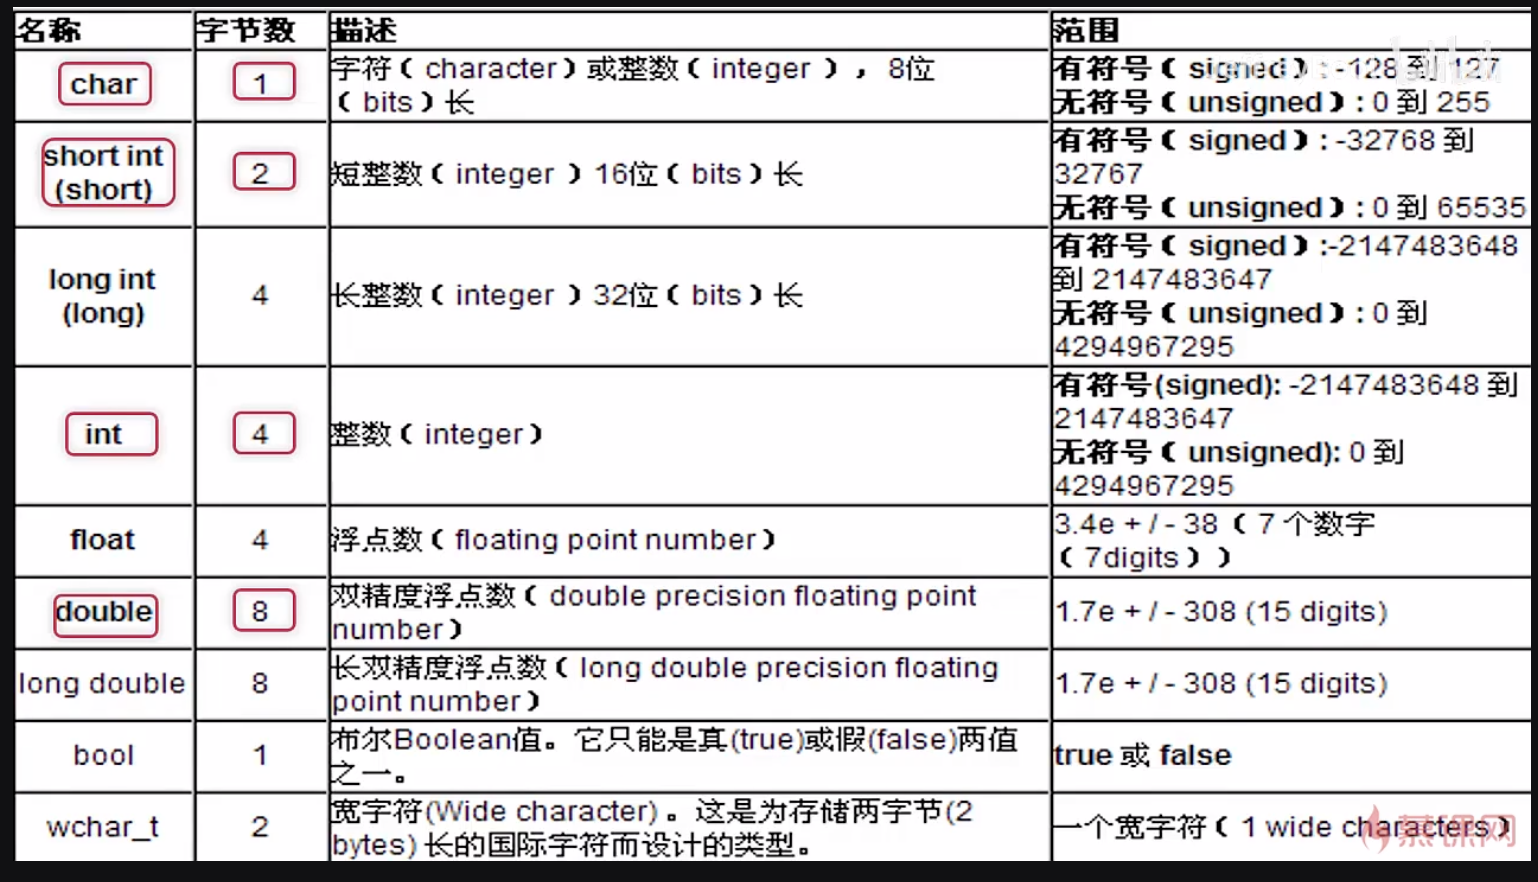 名称 字节数 描述 范围
char 1 字符（character）或整数（integer），8位
（bits）长
有符号（signed）: -128 到 127
无符号（unsigned）: 0 到 255
short int
(short)
2 短整数（integer）16位（bits）长
有符号（signed）: -32768 到
32767
无符号（unsigned）: 0 到 65535
long int
(long)
4 长整数（integer）32位（bits）长
有符号（signed）:-2147483648
到 2147483647
无符号（unsigned）: 0 到
4294967295
int 4 整数（integer）
有符号(signed): -2147483648 到
2147483647
无符号（unsigned): 0 到
4294967295
float 4 浮点数（floating point number）
3.4e + / - 38（7 个数字
（7digits））
double 8 双精度浮点数（double precision floating point
number）
1.7e + / - 308 (15 digits)
long double 8 长双精度浮点数（long double precision floating
point number）
1.7e + / - 308 (15 digits)
bool 1 布尔Boolean值。它只能是真(true)或假(false)两值
之一。
true 或 false
wchar_t 2 宽字符(Wide character)。这是为存储两字节(2
bytes) 长的国际字符而设计的类型。
一个宽字符（1 wide characters）
慕课网